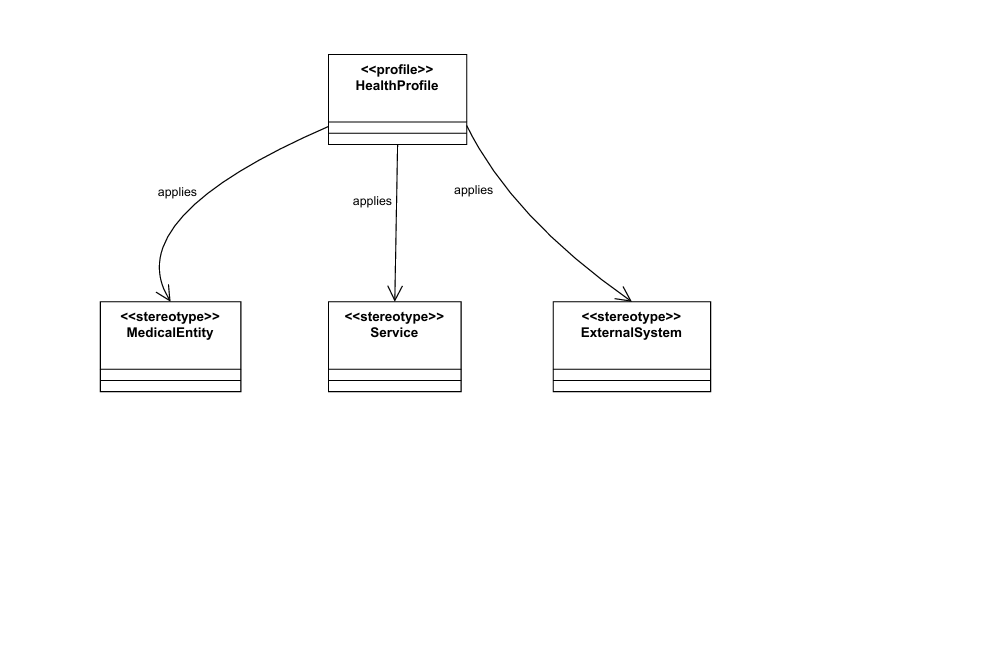 <<profile>>
HealthProfile
applies
applies
applies
<<stereotype>>
MedicalEntity
<<stereotype>>
Service
<<stereotype>>
ExternalSystem